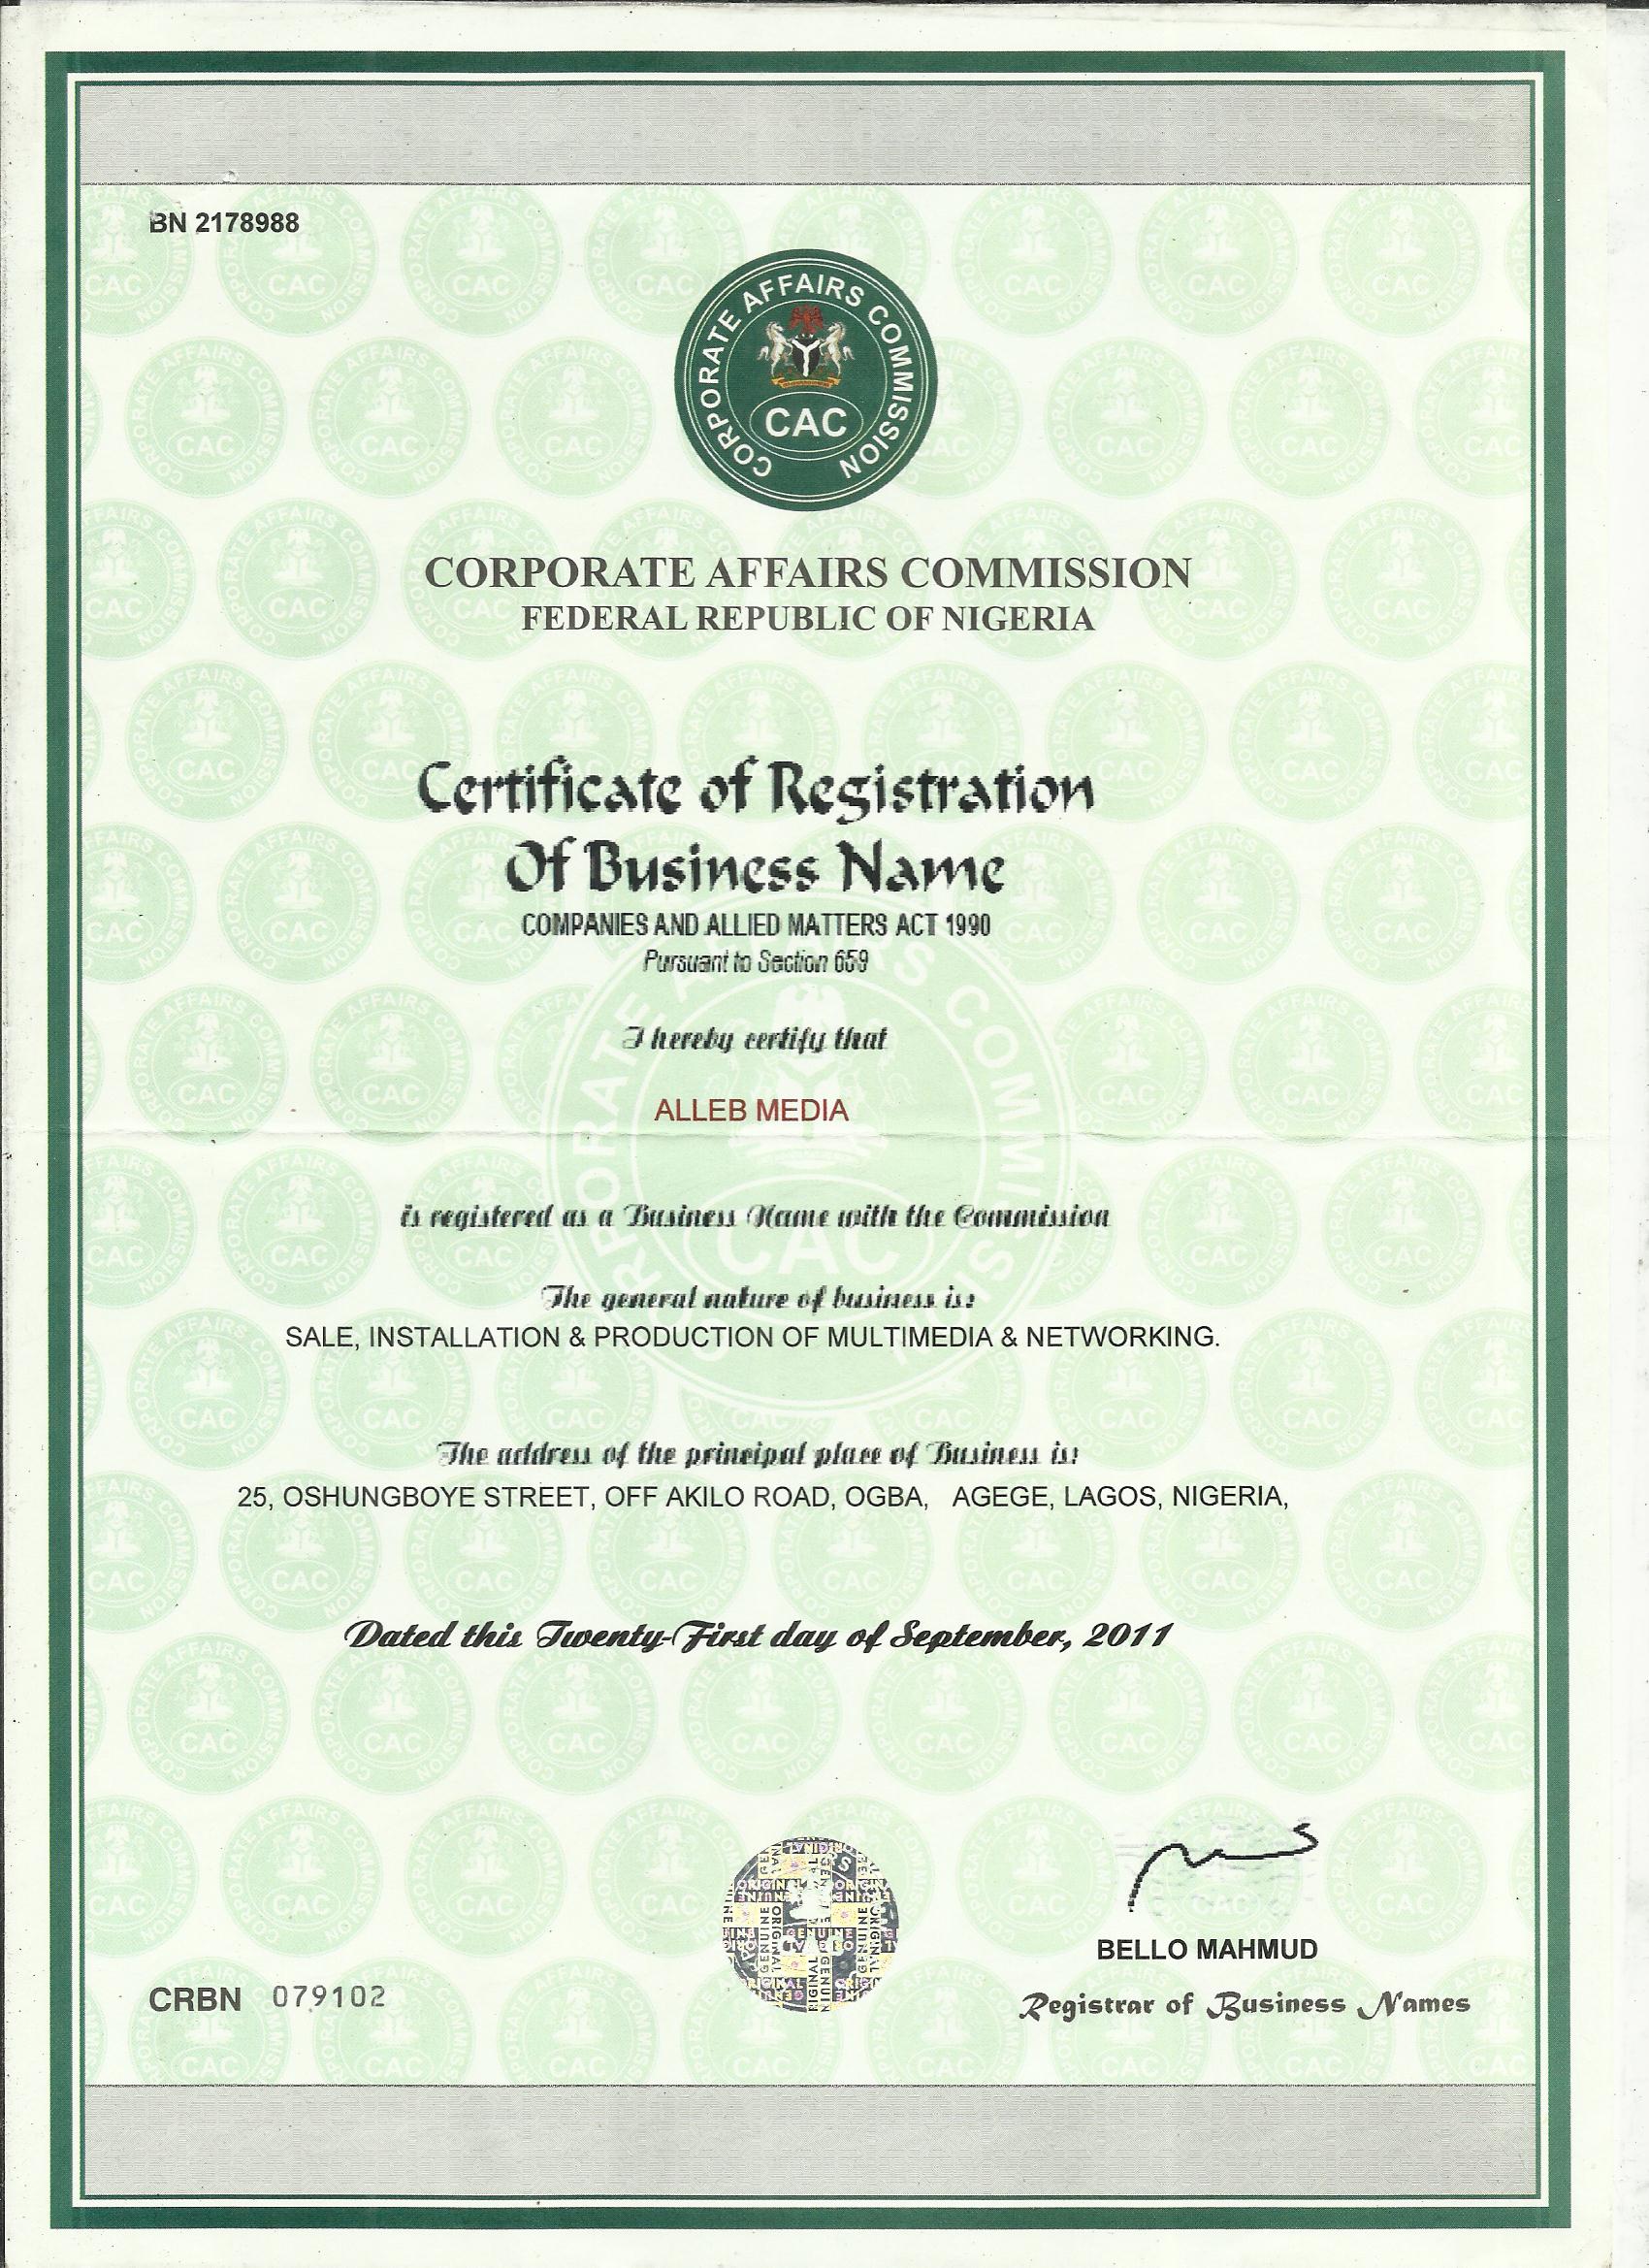 BN 2178988
CORPORATE AFFAIRS COMMISSION
CAC
CORPORATE AFFAIRS COMMISSION
FEDERAL REPUBLIC OF NIGERIA
Certificate of Registration
Of Business Name
COMPANIES AND ALLIED MATTERS ACT 1990
Pursuant to Section 659
I hereby certify that
ALLEB MEDIA
is registered as a Business Name with the Commission
The general nature of business is:
SALE, INSTALLATION & PRODUCTION OF MULTIMEDIA & NETWORKING.
The address of the principal place of Business is:
25, OSHUNGBOYE STREET, OFF AKILO ROAD, OGBA, AGEGE, LAGOS, NIGERIA,
Dated this Twenty-First day of September, 2011
BELLO MAHMUD
CRBN 079102
Registrar of Business Names